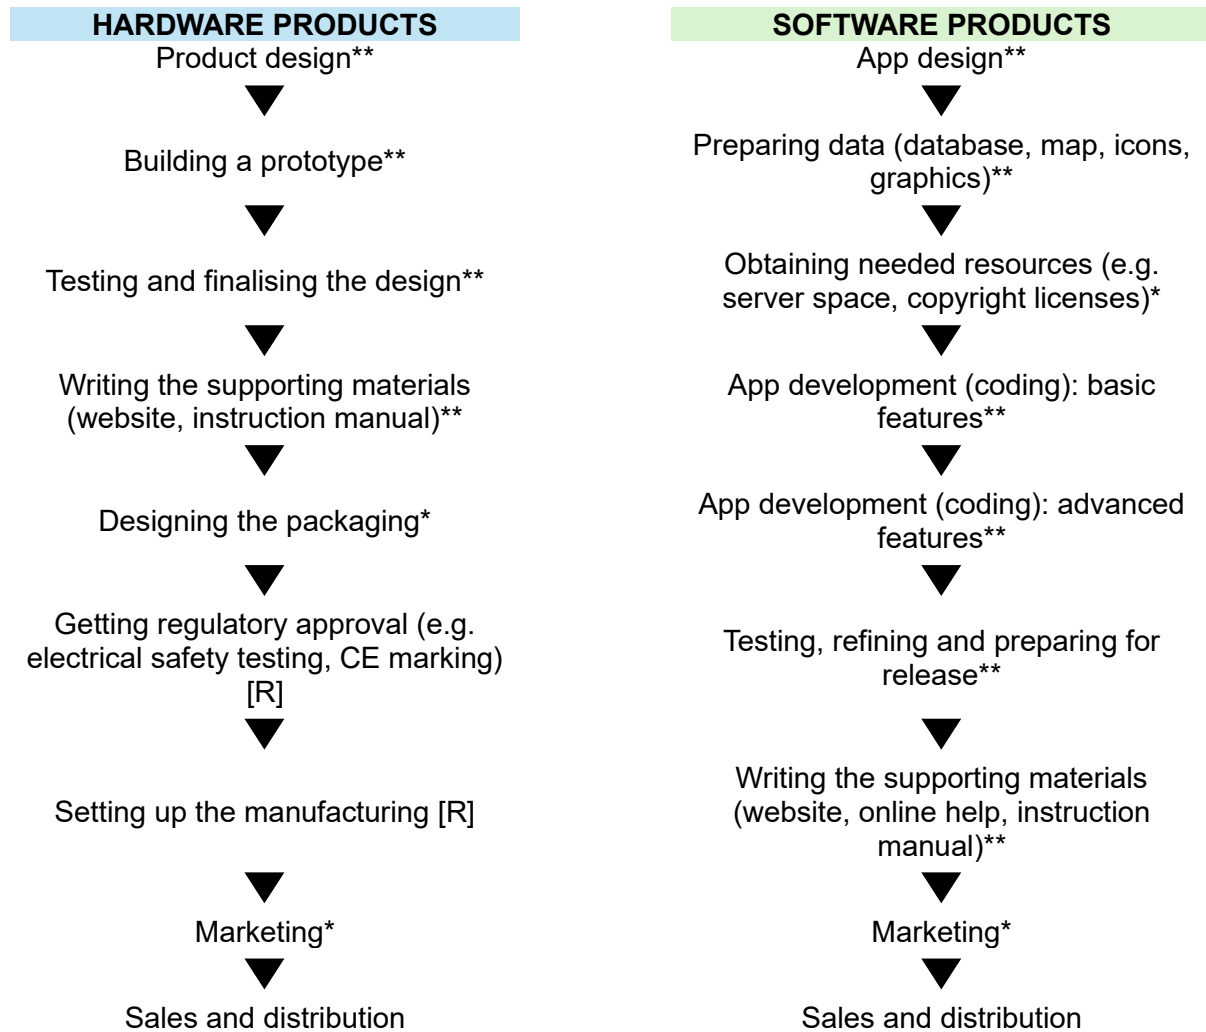 HARDWARE PRODUCTS
Product design**
Building a prototype**
Testing and finalising the design**
Writing the supporting materials
(website, instruction manual)**
Designing the packaging*
Getting regulatory approval (e.g.
electrical safety testing, CE marking)
[R]
Setting up the manufacturing [R]
Marketing*
Sales and distribution
SOFTWARE PRODUCTS
App design**
Preparing data (database, map, icons,
graphics)**
Obtaining needed resources (e.g.
server space, copyright licenses)*
App development (coding): basic
features**
App development (coding): advanced
features**
Testing, refining and preparing for
release**
Writing the supporting materials
(website, online help, instruction
manual)**
Marketing*
Sales and distribution